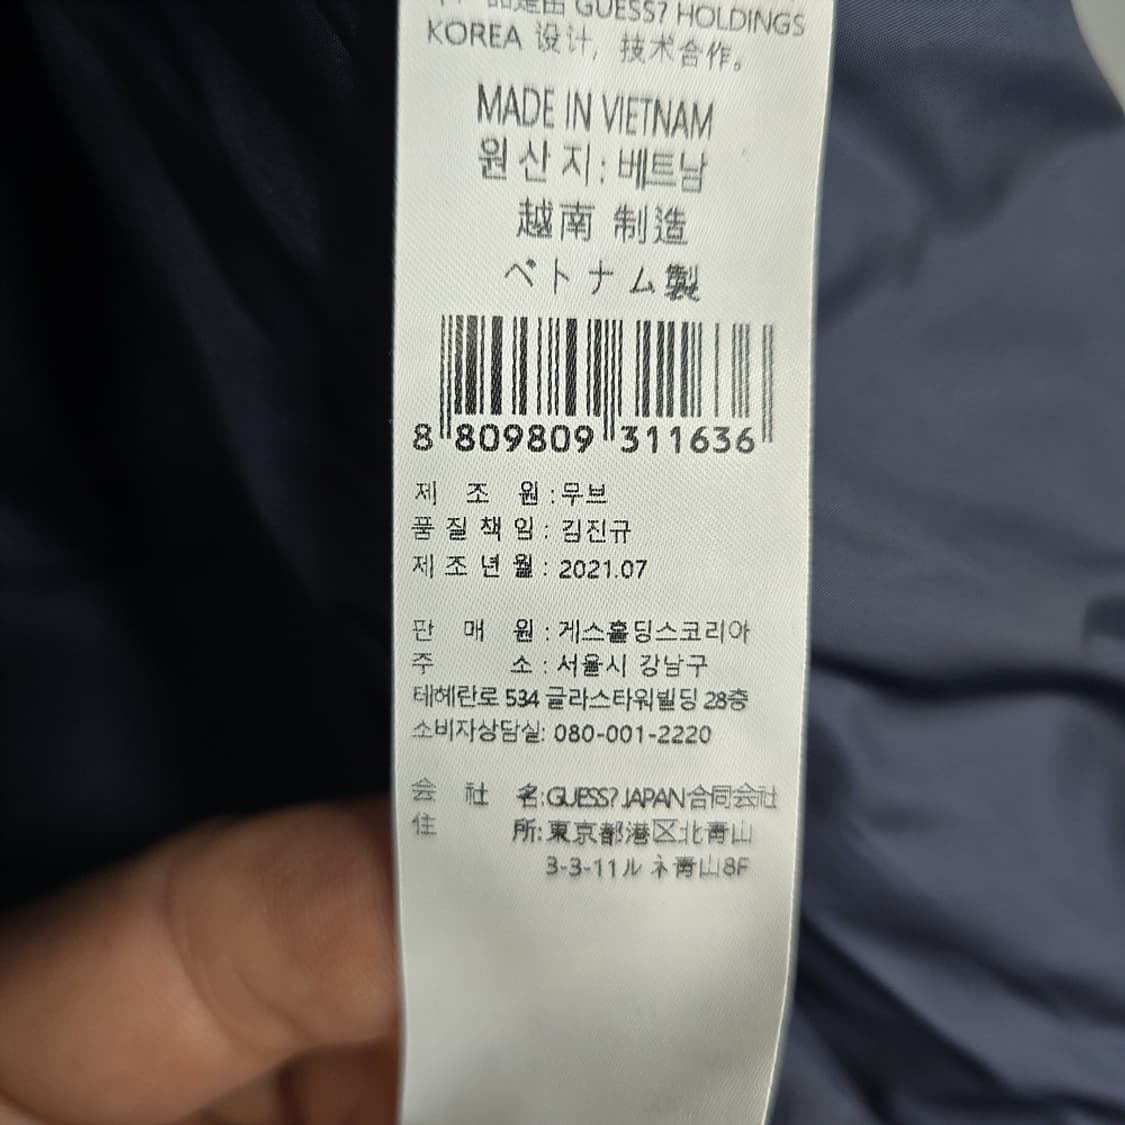 品是由 GUESS? HOLDINGS
KOREA 设计, 技术合作。
MADE IN VIETNAM
원산지: 베트남
越南 制造
ベトナム製
8 809809 311636
제 조 원 : 무브
품 질 책 임 : 김진규
제 조 년 월 : 2021.07
판 매 원 : 게스홀딩스코리아
주 소 : 서울시 강남구
테헤란로 534 글라스타워빌딩 28층
소비자상담실: 080-001-2220
会 社 名:GUESS? JAPAN合同会社
住 所:東京都港区北青山
3-3-11ルネ青山8F